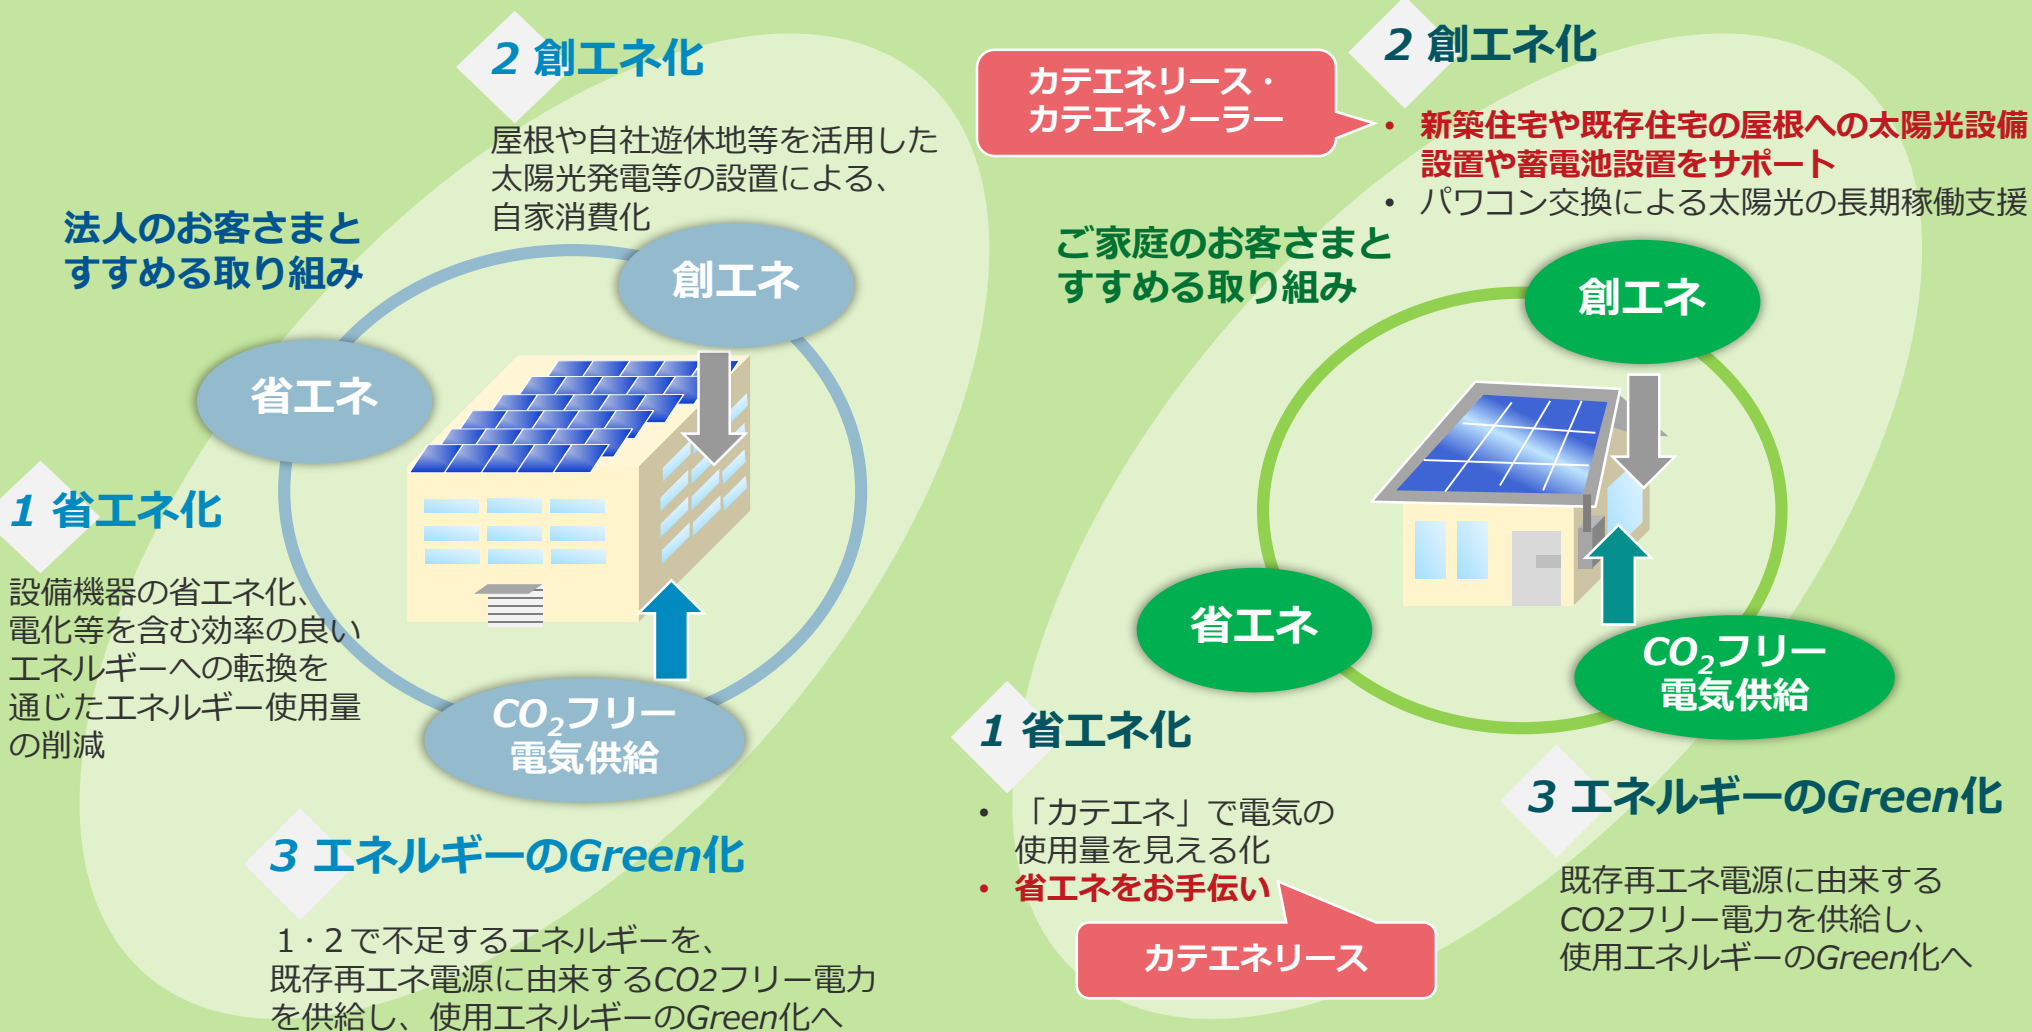 法人のお客さまと
すすめる取り組み
2 創エネ化
屋根や自社遊休地等を活用した
太陽光発電等の設置による、
自家消費化
創エネ
省エネ
1 省エネ化
設備機器の省エネ化、
電化等を含む効率の良い
エネルギーへの転換を
通じたエネルギー使用量
の削減
CO₂フリー
電気供給
3 エネルギーのGreen化
1・2で不足するエネルギーを、
既存再エネ電源に由来するCO2フリー電力
を供給し、使用エネルギーのGreen化へ
ご家庭のお客さまと
すすめる取り組み
カテエネリース・
カテエネソーラー
2 創エネ化
• 新築住宅や既存住宅の屋根への太陽光設備
設置や蓄電池設置をサポート
• パワコン交換による太陽光の長期稼働支援
創エネ
省エネ
CO₂フリー
電気供給
1 省エネ化
• 「カテエネ」で電気の
使用量を見える化
• 省エネをお手伝い
カテエネリース
3 エネルギーのGreen化
既存再エネ電源に由来する
CO2フリー電力を供給し、
使用エネルギーのGreen化へ